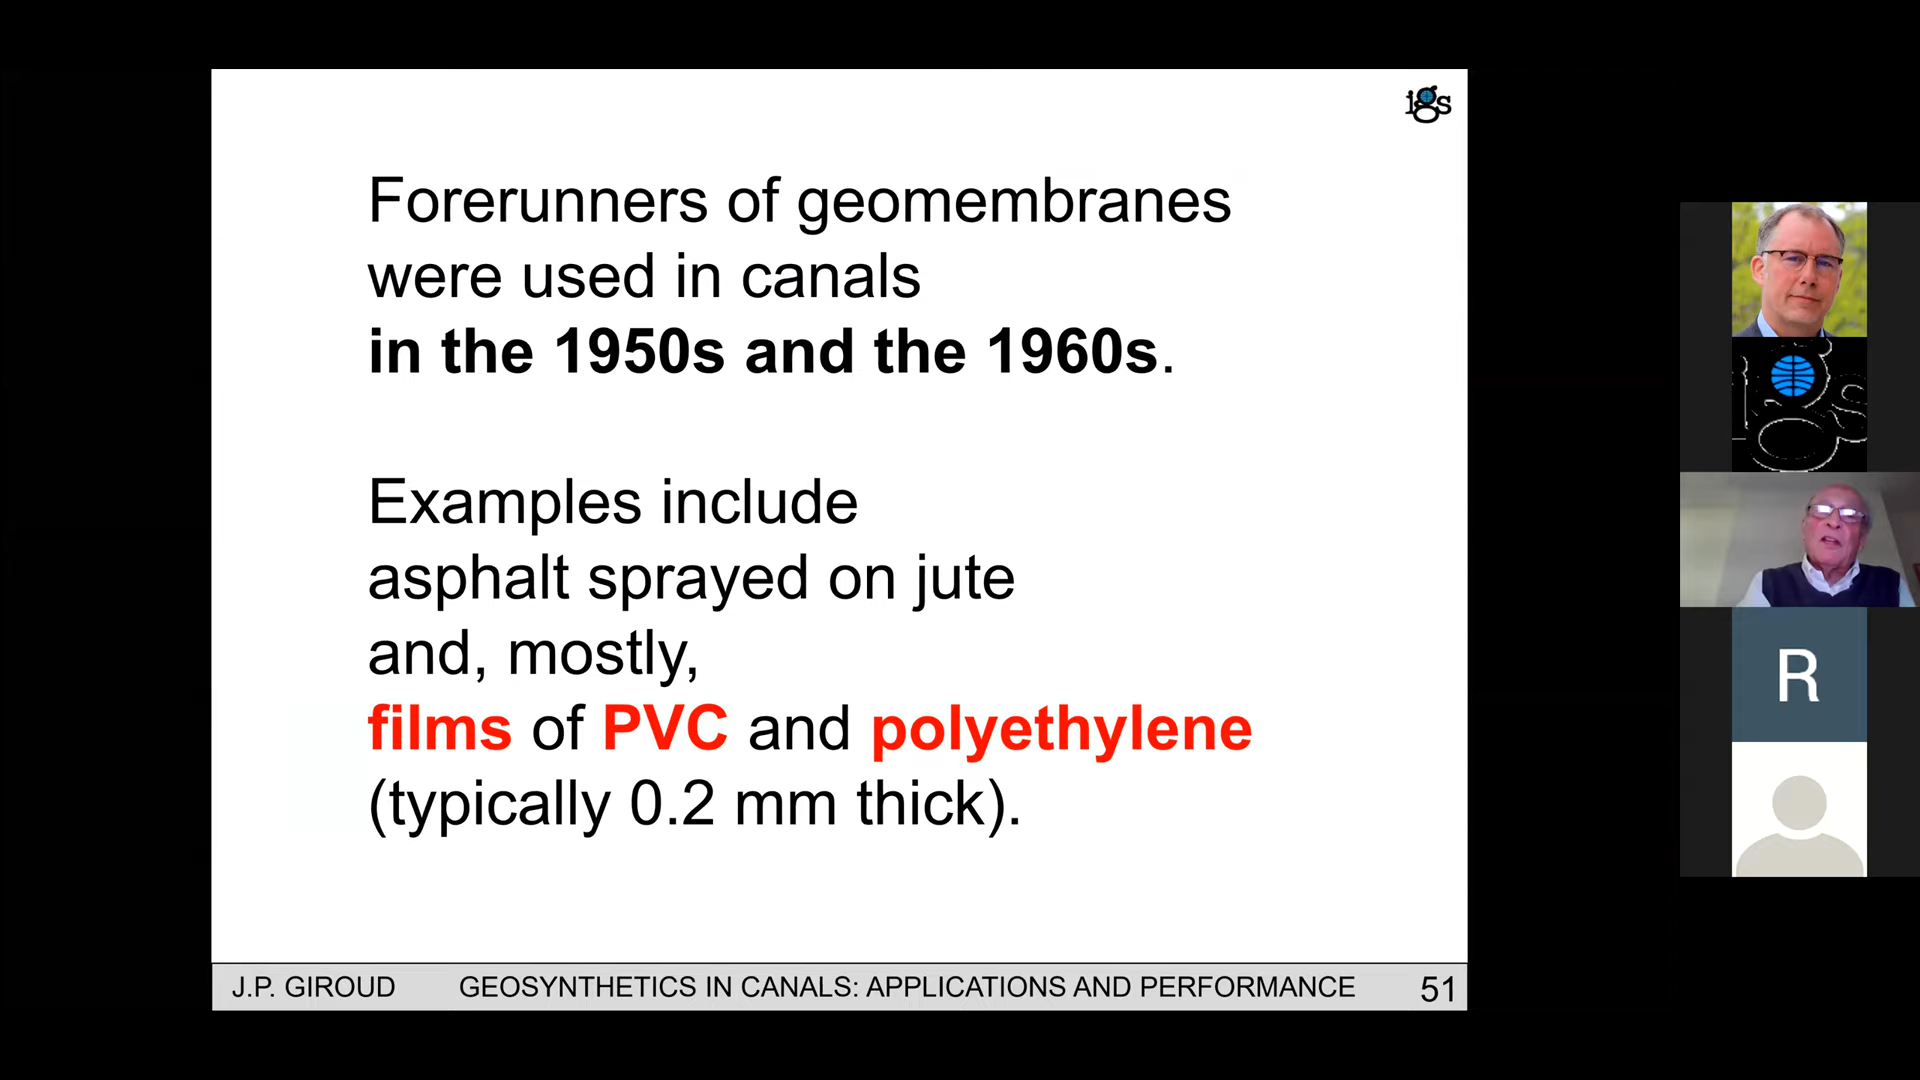 igs
Forerunners of geomembranes
were used in canals
in the 1950s and the 1960s.
Examples include
asphalt sprayed on jute
and, mostly,
films of PVC and polyethylene
(typically 0.2 mm thick).
J.P. GIROUD GEOSYNTHETICS IN CANALS: APPLICATIONS AND PERFORMANCE 51
igs
R